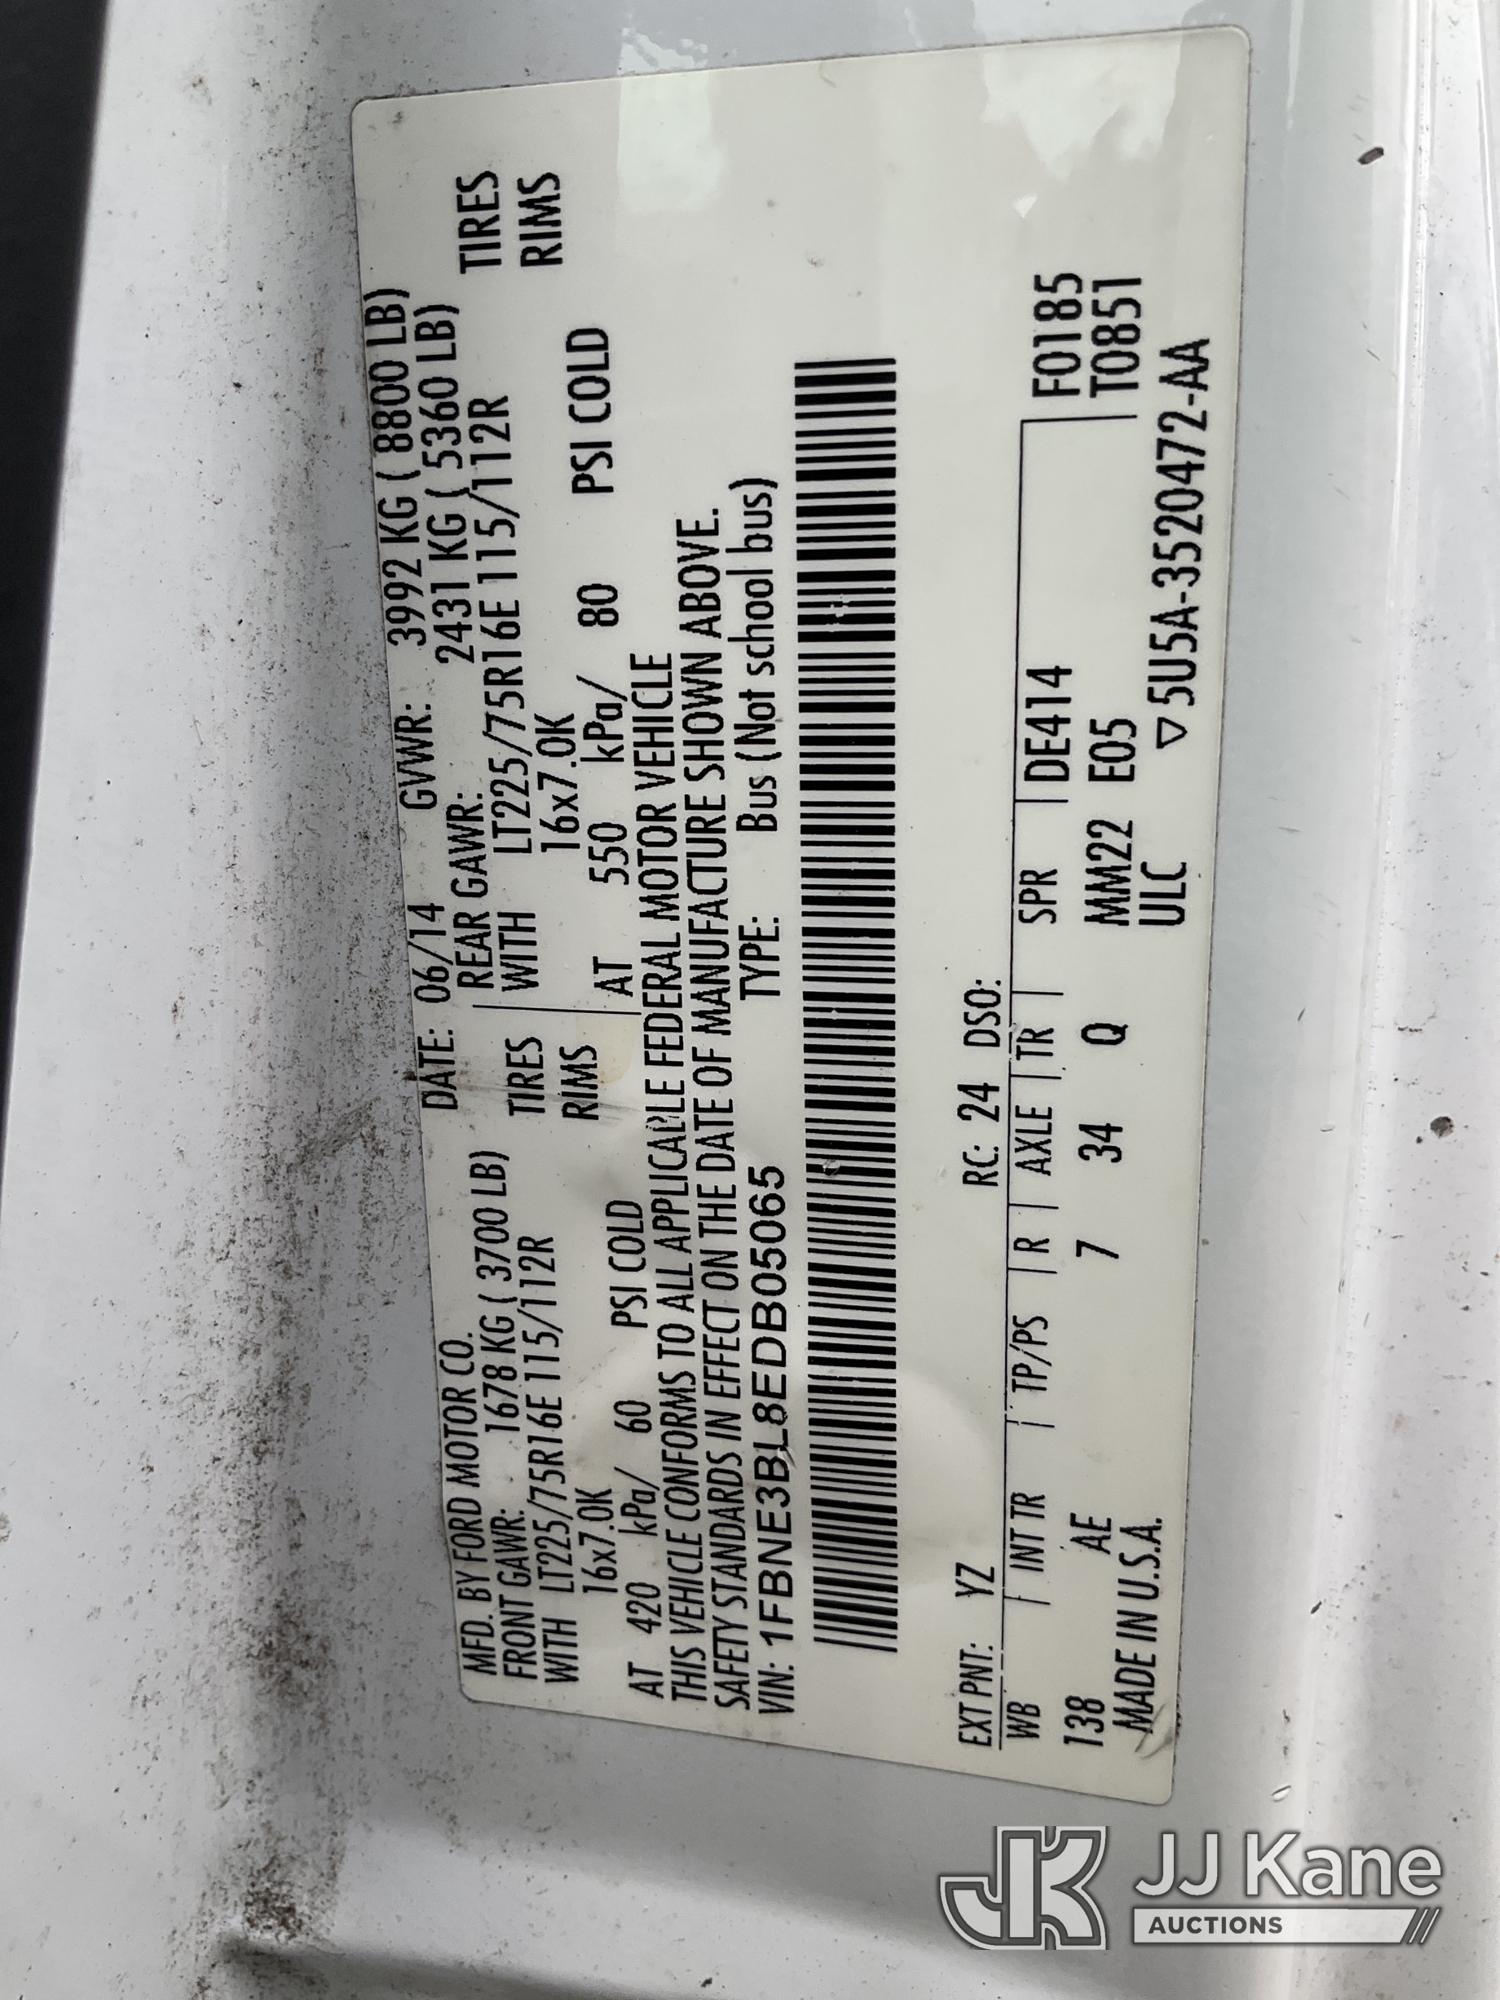 MFD. BY FORD MOTOR CO. DATE: 06/14 GVWR: 3992 KG ( 8800 LB)
FRONT GAWR: 1678 KG ( 3700 LB) REAR GAWR: 2431 KG ( 5360 LB)
WITH LT225/75R16E 115/112R TIRES WITH LT225/75R16E 115/112R TIRES
16x7.0K RIMS 16x7.0K RIMS
AT 420 kPa/ 60 PSI COLD AT 550 kPa/ 80 PSI COLD
THIS VEHICLE CONFORMS TO ALL APPLICABLE FEDERAL MOTOR VEHICLE
SAFETY STANDARDS IN EFFECT ON THE DATE OF MANUFACTURE SHOWN ABOVE.
VIN: 1FBNE3BL8EDB05065 TYPE: Bus (Not school bus)
EXT PNT: YZ RC: 24 DSO:
WB INT TR TP/PS R AXLE TR SPR DE414 F0185
138 AE 7 34 Q MM22 E05 T0851
MADE IN U.S.A. ULC ▽5U5A-3520472-AA
JK JJ Kane
AUCTIONS